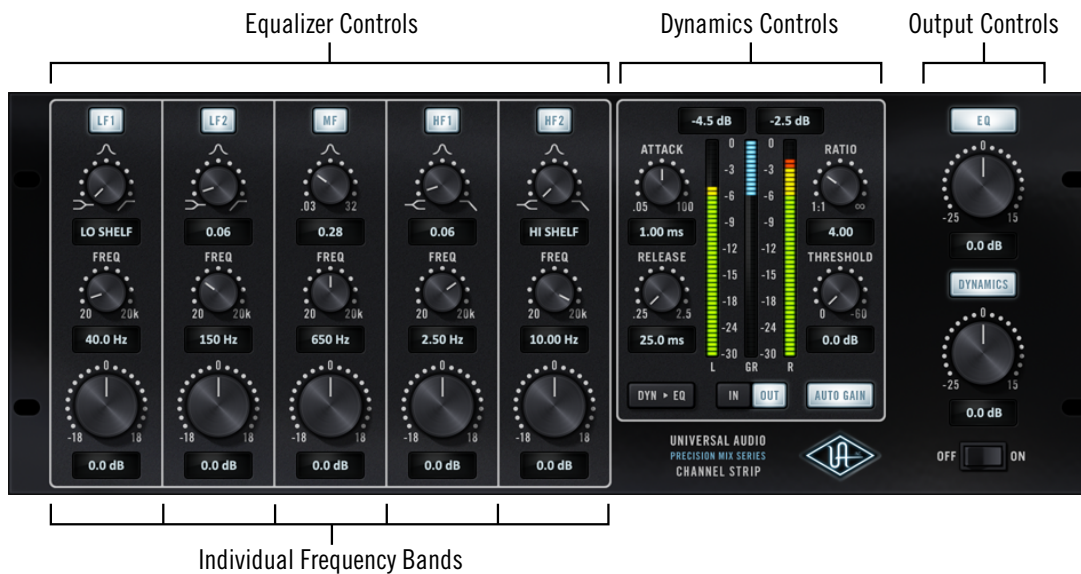 Equalizer Controls
Dynamics Controls
Output Controls
LF1 LF2 MF HF1 HF2
.03 32
LO SHELF 0.06 0.28 0.06 HI SHELF
FREQ FREQ FREQ FREQ FREQ
20 20k 20 20k 20 20k 20 20k 20 20k
40.0 Hz 150 Hz 650 Hz 2.50 Hz 10.00 Hz
0 0 0 0 0
-18 18 -18 18 -18 18 -18 18 -18 18
0.0 dB 0.0 dB 0.0 dB 0.0 dB 0.0 dB
-4.5 dB -2.5 dB
ATTACK
.05 100
1.00 ms
RELEASE
.25 2.5
25.0 ms
0 0
-3 -3
-6 -6
-9 -9
-12 -12
-15 -15
-18 -18
-24 -24
-30 -30
L GR R
RATIO
1:1 ∞
4.00
THRESHOLD
0 -60
0.0 dB
DYN ▸ EQ IN OUT AUTO GAIN
UNIVERSAL AUDIO
PRECISION MIX SERIES
CHANNEL STRIP
UA
EQ
0
-25 15
0.0 dB
DYNAMICS
0
-25 15
0.0 dB
OFF ON
Individual Frequency Bands